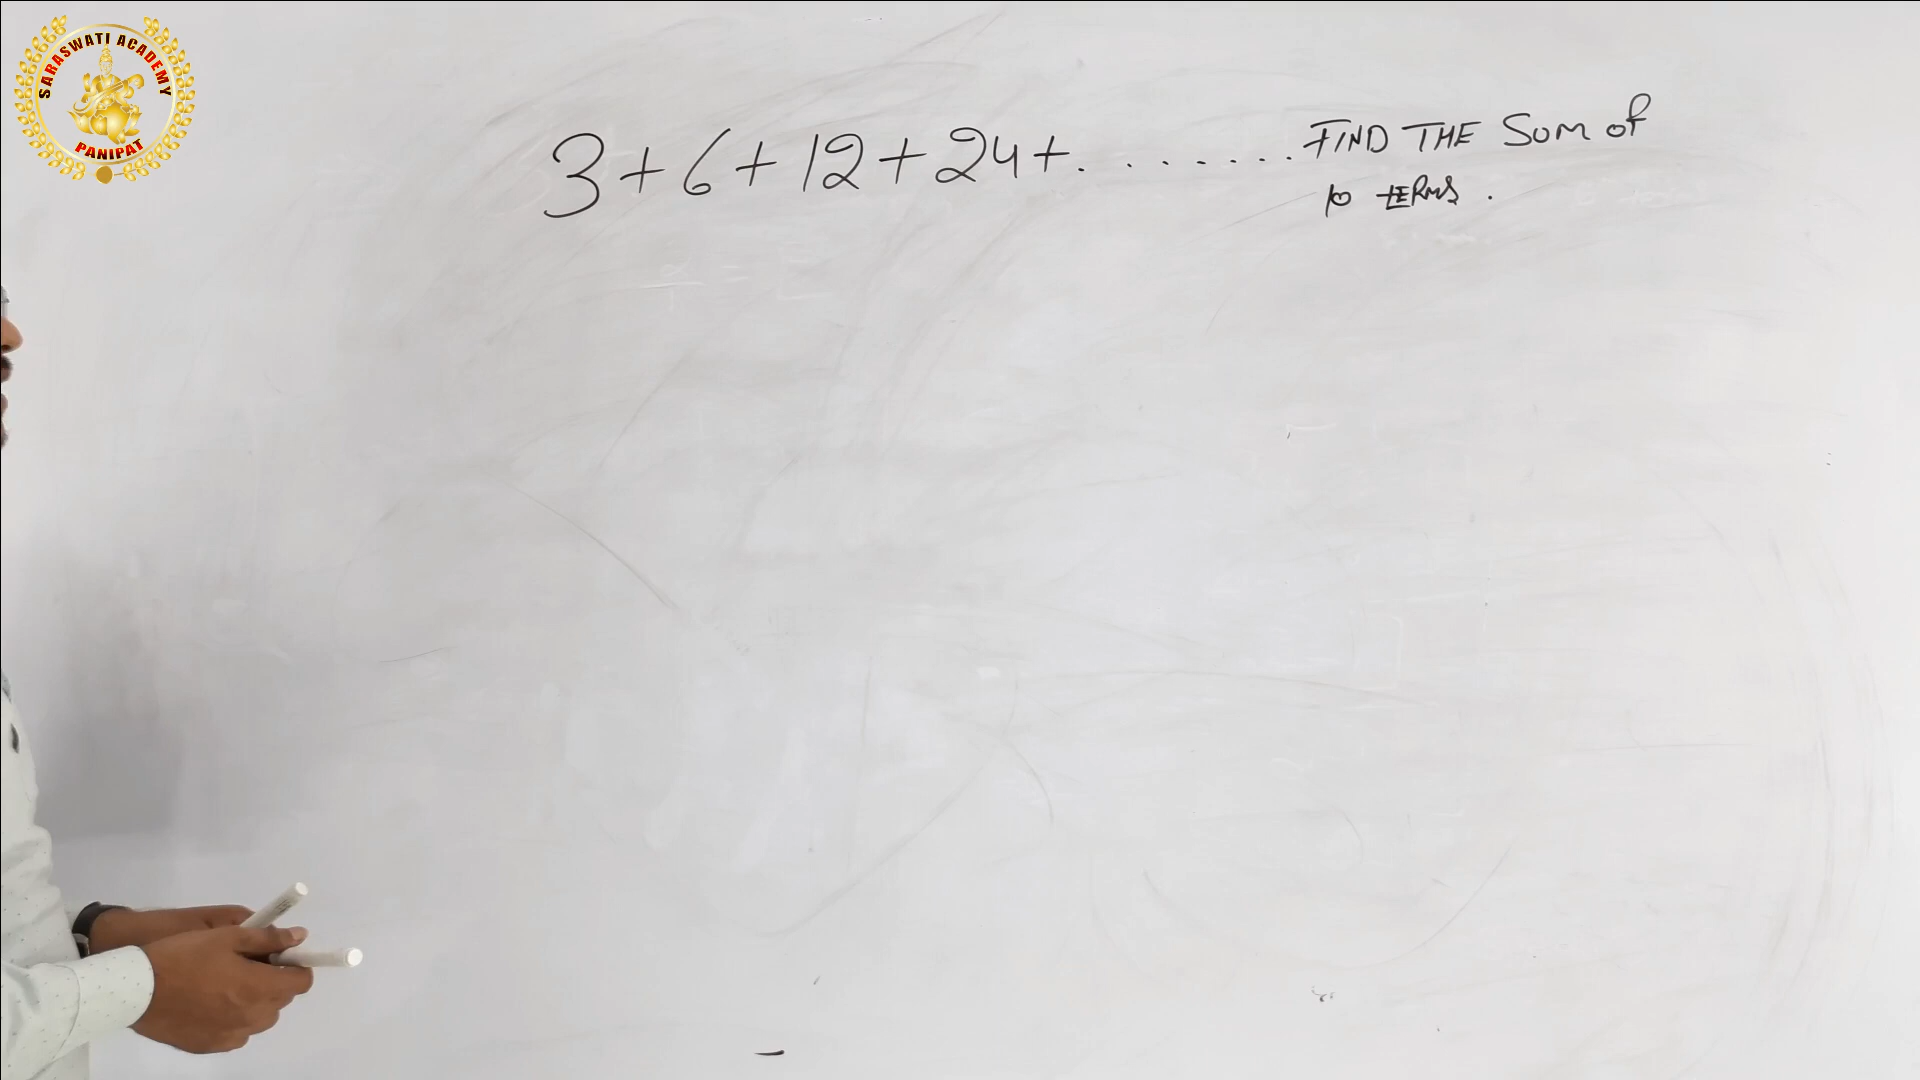 SARASWATI ACADEMY
PANIPAT
3+6+12+24+........ FIND THE SUM OF
10 TERMS.